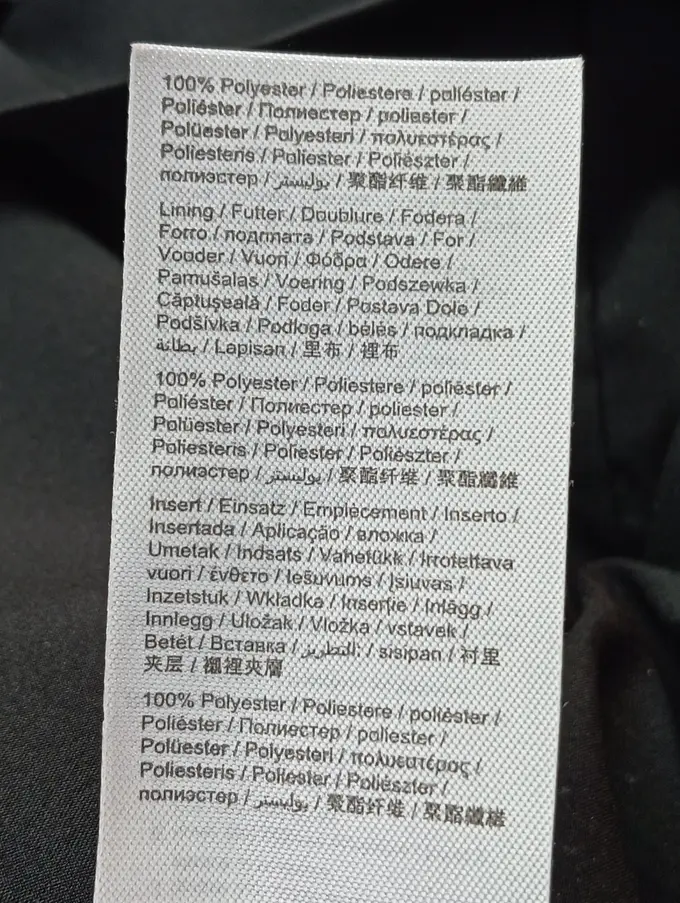 100% Polyester / Poliestere / poliéster /
Poliéster / Полиестер / poliester /
Polüester / Polyesteri / πολυεστέρας /
Poliesteris / Poliester / Poliészter /
полиэстер / بوليستر / 聚酯纤维 / 聚酯纖維
Lining / Futter / Doublure / Fodera /
Forro / подплата / Podstava / For /
Vooder / Vuori / Φόδρα / Odere /
Pamušalas / Voering / Podszewka /
Căptușeală / Foder / Postava Dole /
Podšívka / Podloga / bélés / подкладка /
بطانة / Lapisan / 里布 / 裡布
100% Polyester / Poliestere / poliéster /
Poliéster / Полиестер / poliester /
Polüester / Polyesteri / πολυεστέρας /
Poliesteris / Poliester / Poliészter /
полиэстер / بوليستر / 聚酯纤维 / 聚酯纖維
Insert / Einsatz / Empiècement / Inserto /
Insertada / Aplicação / вложка /
Umetak / Indsats / Vahetükk / Irrotettava
vuori / ένθετο / Iešuvums / Įsiuvas /
Inzetstuk / Wkładka / Inserție / Inlägg /
Innlegg / Uložak / Vložka / vstavek /
Betét / Вставка / التطريز: / sisipan / 衬里
夹层 / 襯裡夾層
100% Polyester / Poliestere / poliéster /
Poliéster / Полиестер / poliester /
Polüester / Polyesteri / πολυεστέρας /
Poliesteris / Poliester / Poliészter /
полиэстер / بوليستر / 聚酯纤维 / 聚酯纖維